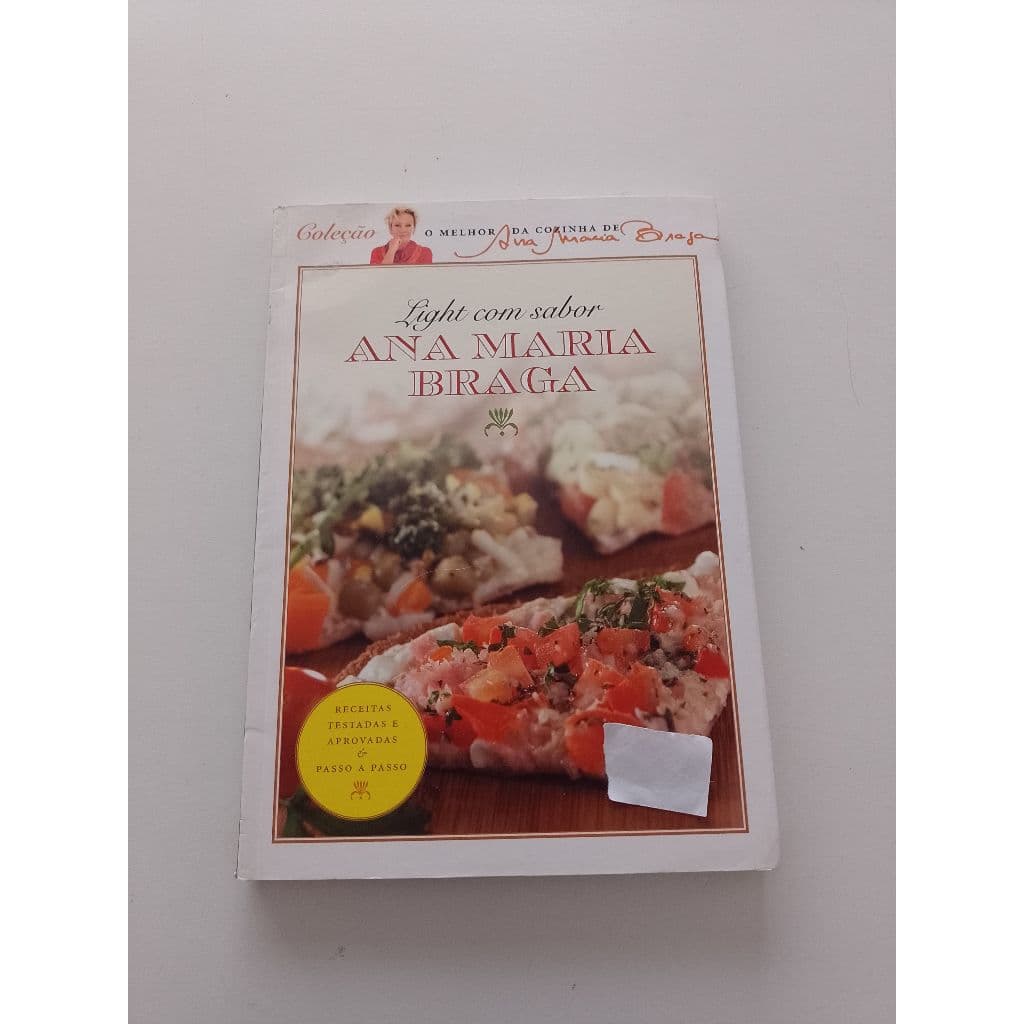 Coleção O MELHOR DA COZINHA DE Ana Maria Braga
Light com sabor
ANA MARIA
BRAGA
RECEITAS
TESTADAS E
APROVADAS
&
PASSO A PASSO